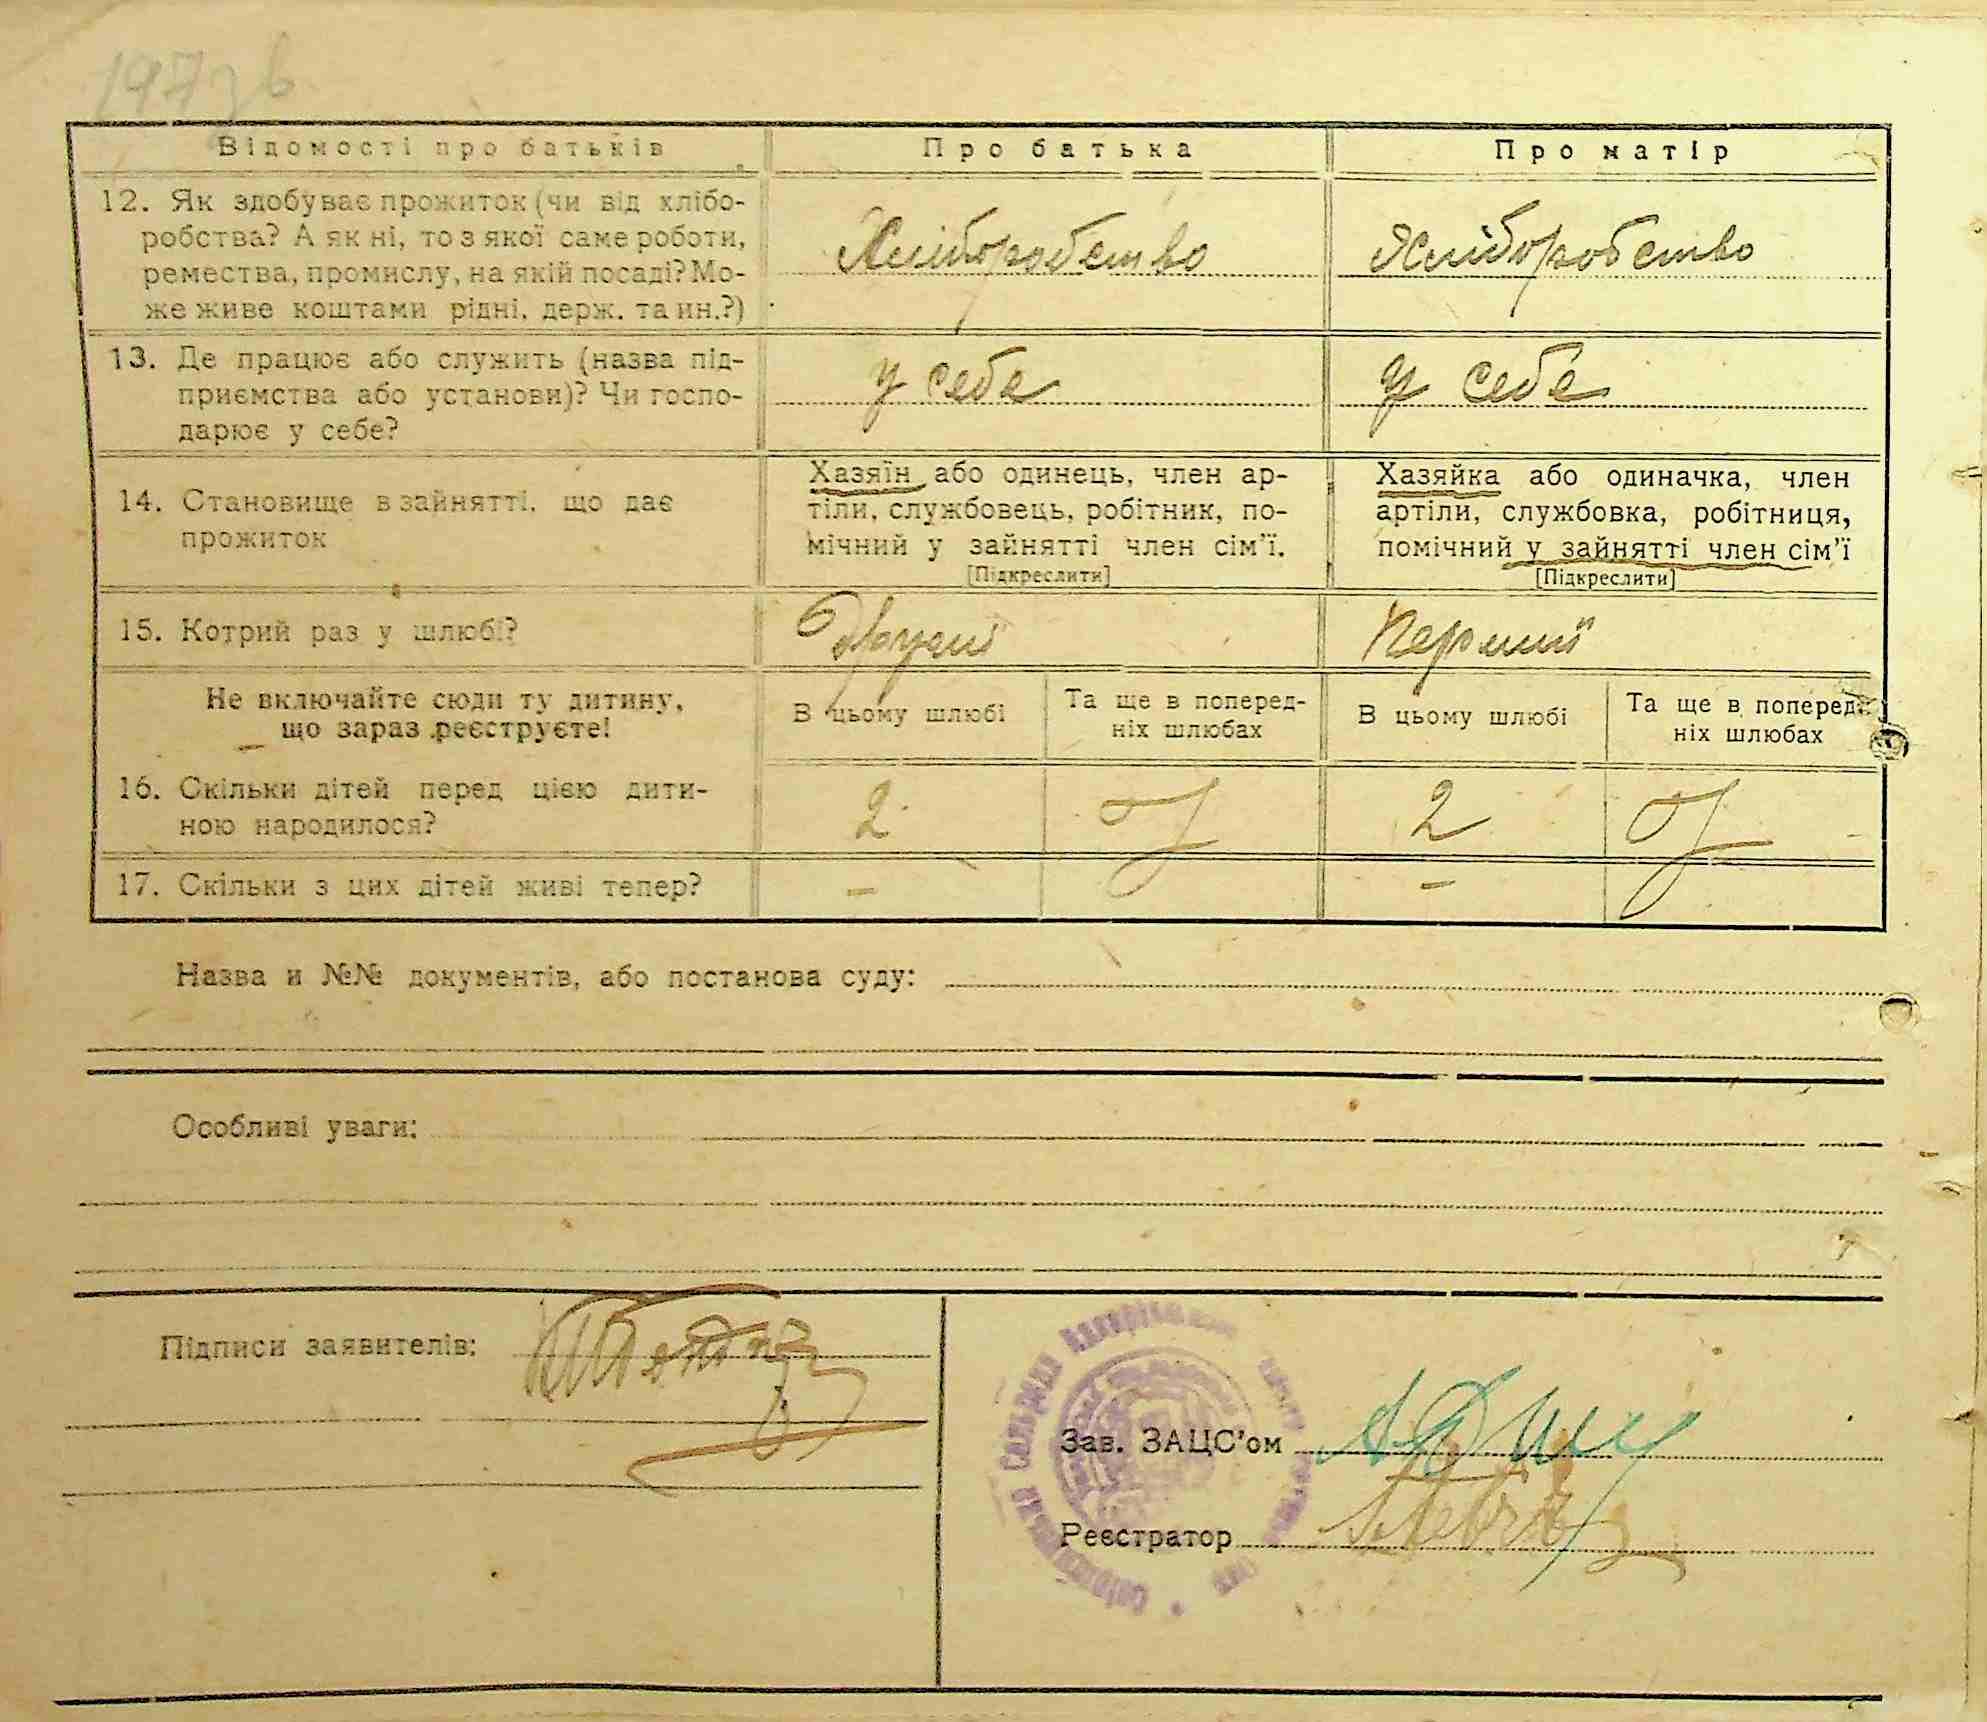 197 зв
Відомості про батьків
Про батька
Про матір
12. Як здобуває прожиток (чи від хлібо-
робства? А як ні, то з якої саме роботи,
ремества, промислу, на якій посаді? Мо-
же живе коштами рідні, держ. та ин.?)
Хліборобство
Хліборобство
13. Де працює або служить (назва під-
приємства або установи)? Чи госпо-
дарює у себе?
у себе
у себе
14. Становище в зайнятті, що дає
прожиток
Хазяїн або одинець, член ар-
тіли, службовець, робітник, по-
мічний у зайнятті член сім'ї.
[Підкреслити]
Хазяйка або одиначка, член
артіли, службовка, робітниця,
помічний у зайнятті член сім'ї
[Підкреслити]
15. Котрий раз у шлюбі?
Перший
Не включайте сюди ту дитину,
що зараз реєструєте!
В цьому шлюбі
Та ще в поперед-
ніх шлюбах
В цьому шлюбі
Та ще в поперед-
ніх шлюбах
16. Скільки дітей перед цією дити-
ною народилося?
2
2
17. Скільки з цих дітей живі тепер?
–
–
Назва и №№ документів, або постанова суду:
Особливі уваги:
Підписи заявителів:
Зав. ЗАЦС'ом
Реєстратор